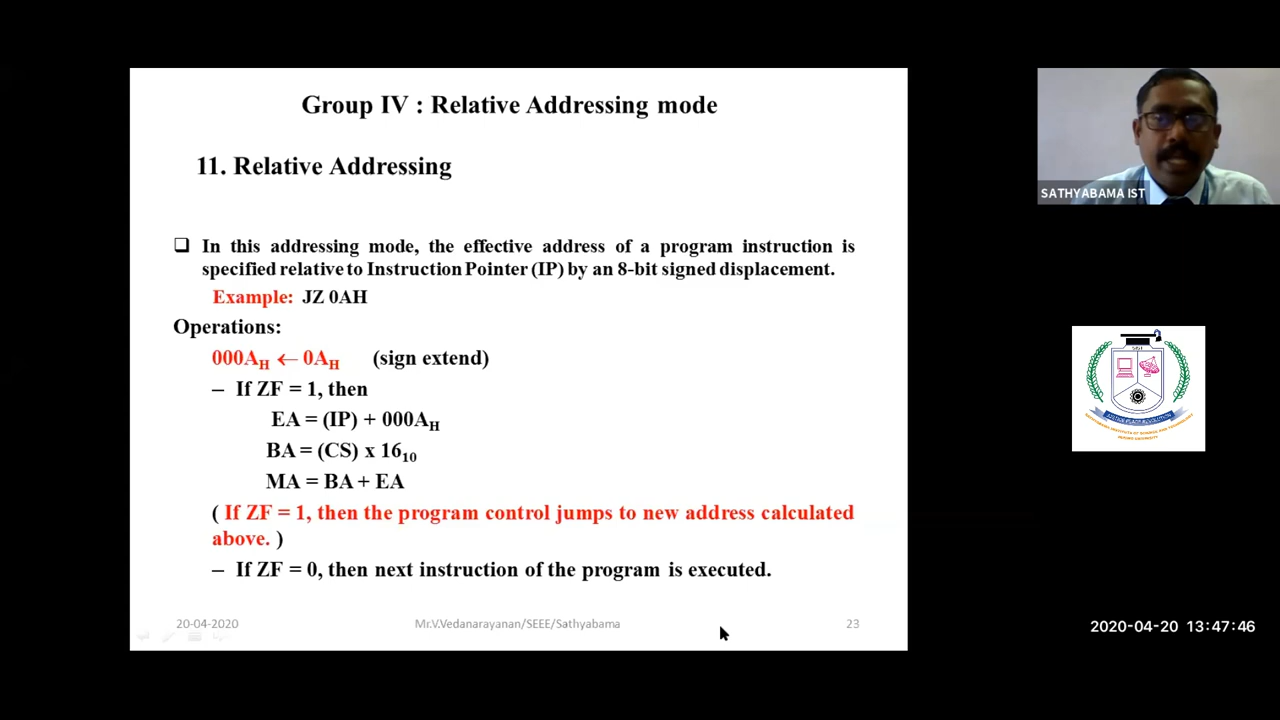 Group IV : Relative Addressing mode
11. Relative Addressing
❑ In this addressing mode, the effective address of a program instruction is
specified relative to Instruction Pointer (IP) by an 8-bit signed displacement.
Example: JZ 0AH
Operations:
000A_H ← 0A_H (sign extend)
– If ZF = 1, then
EA = (IP) + 000A_H
BA = (CS) x 16_10
MA = BA + EA
( If ZF = 1, then the program control jumps to new address calculated
above. )
– If ZF = 0, then next instruction of the program is executed.
20-04-2020 Mr.V.Vedanarayanan/SEEE/Sathyabama 23
SATHYABAMA IST
2020-04-20 13:47:46